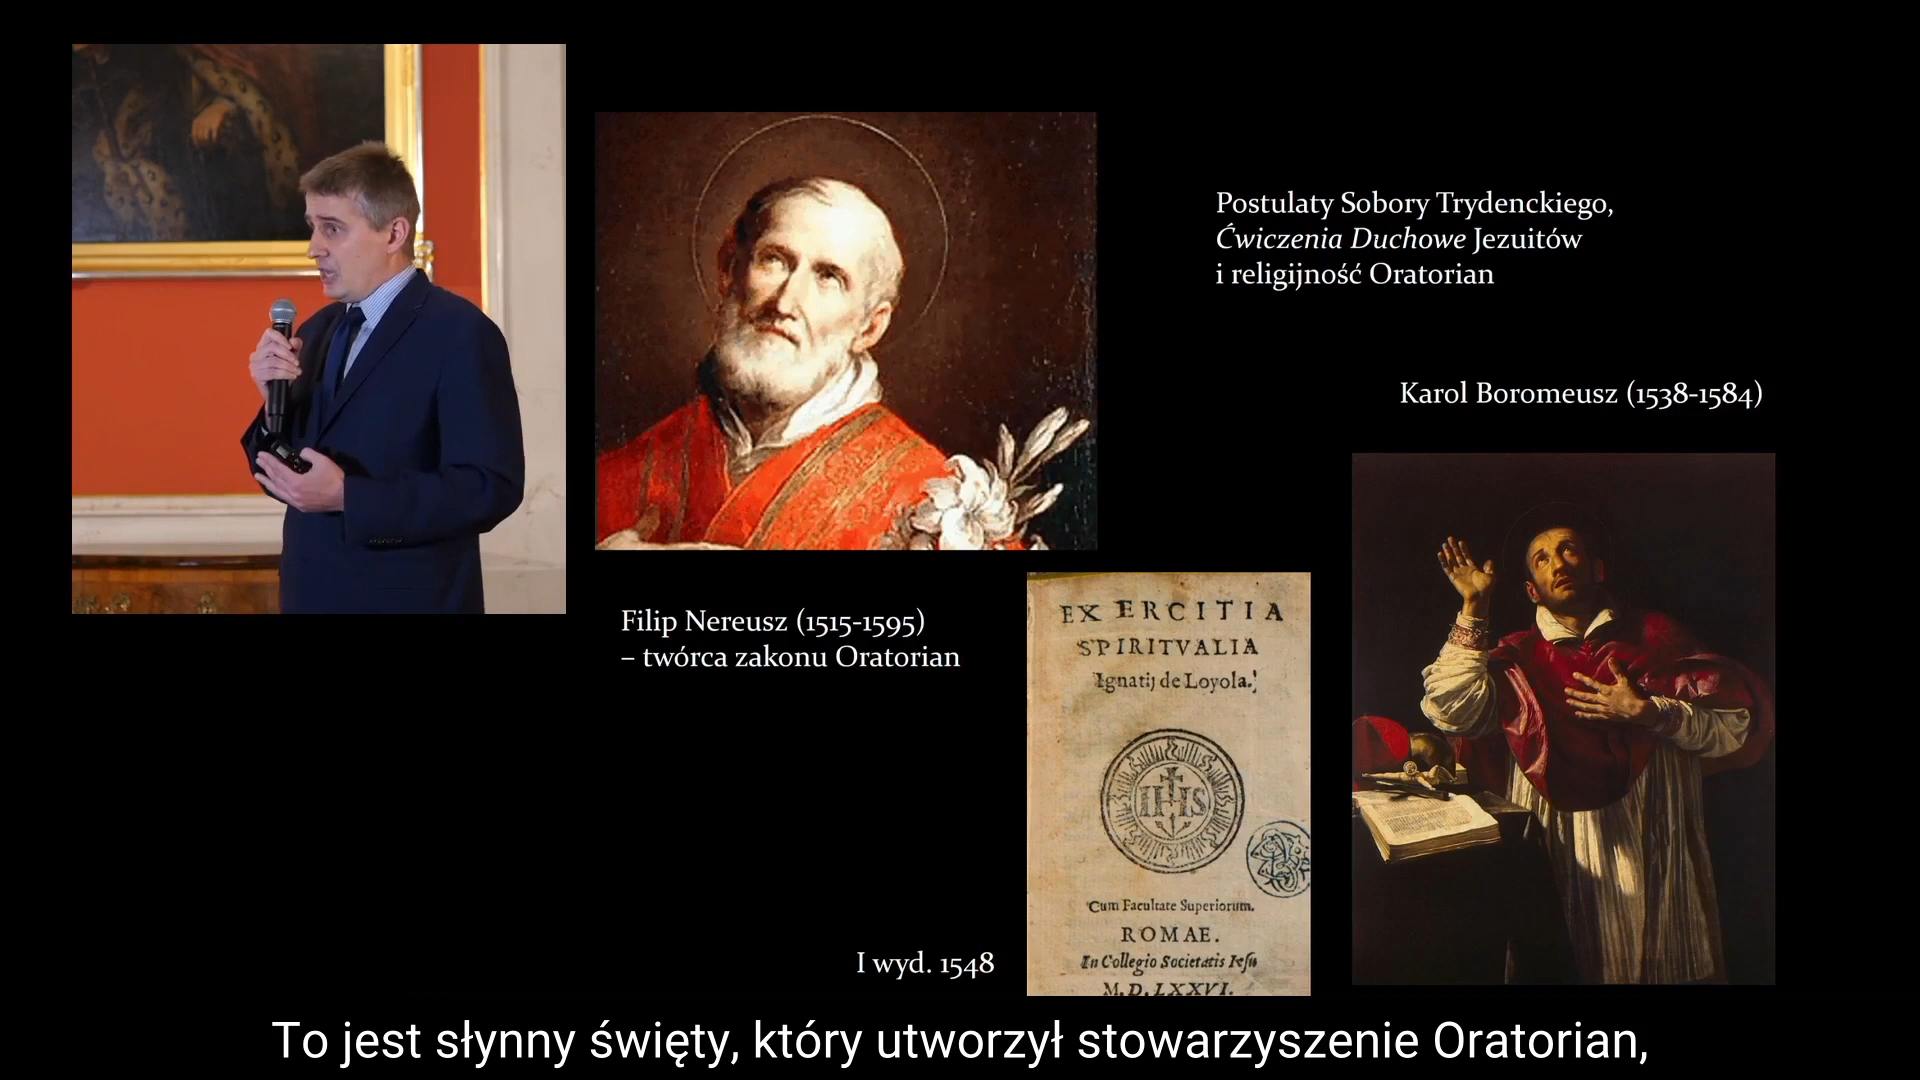 Postulaty Sobory Trydenckiego,
Ćwiczenia Duchowe Jezuitów
i religijność Oratorian
Karol Boromeusz (1538-1584)
Filip Nereusz (1515-1595)
– twórca zakonu Oratorian
EXERCITIA
SPIRITVALIA
Ignatij de Loyola.
IHS
Cum Facultate Superiorum.
ROMAE.
In Collegio Societatis Iesu
M. D. LXXVI.
I wyd. 1548
To jest słynny święty, który utworzył stowarzyszenie Oratorian,